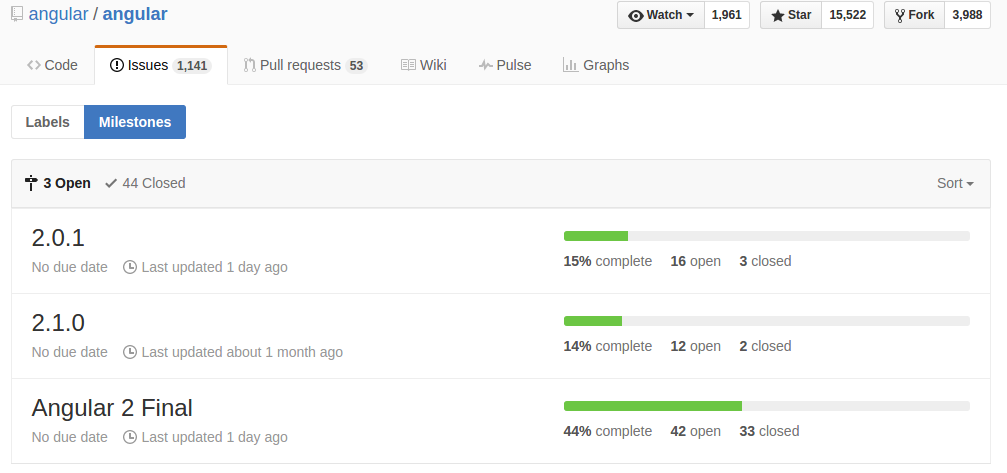 angular / angular Watch 1,961 Star 15,522 Fork 3,988
Code Issues 1,141 Pull requests 53 Wiki Pulse Graphs
Labels Milestones
3 Open 44 Closed Sort
2.0.1
No due date Last updated 1 day ago
15% complete 16 open 3 closed
2.1.0
No due date Last updated about 1 month ago
14% complete 12 open 2 closed
Angular 2 Final
No due date Last updated 1 day ago
44% complete 42 open 33 closed